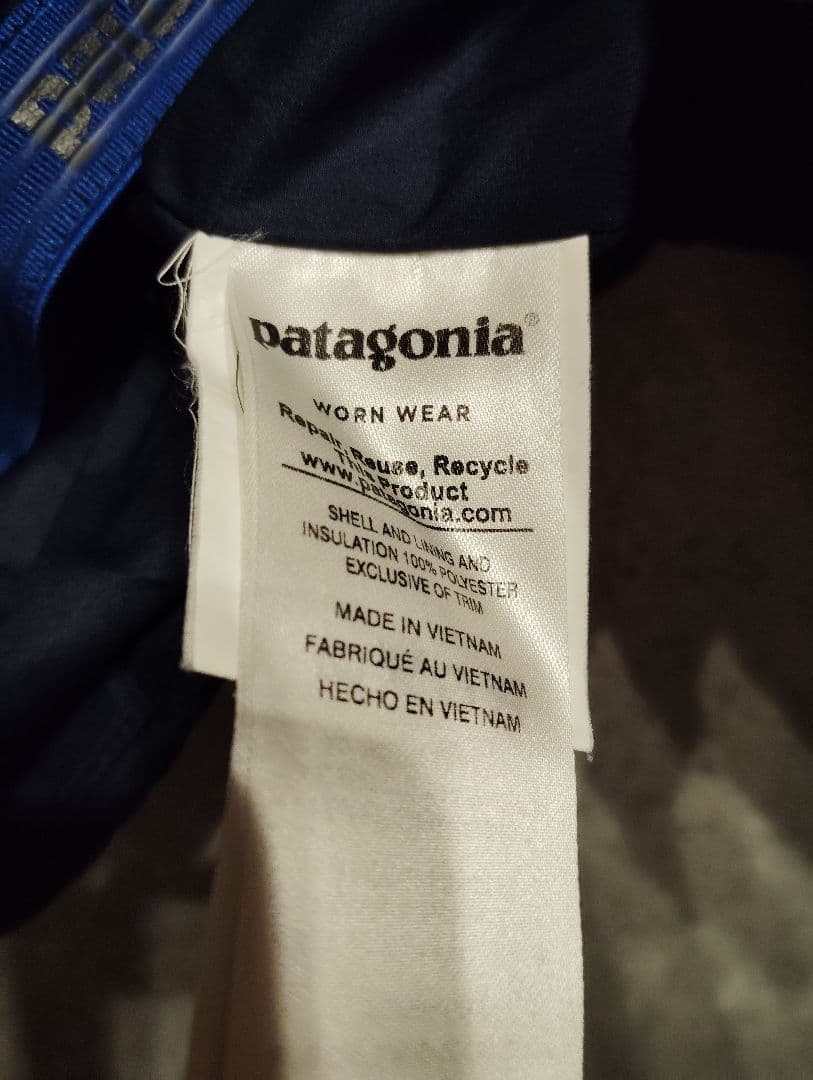 patagonia®
WORN WEAR
Repair, Reuse, Recycle
This Product
www.patagonia.com
SHELL AND LINING AND
INSULATION 100% POLYESTER
EXCLUSIVE OF TRIM
MADE IN VIETNAM
FABRIQUÉ AU VIETNAM
HECHO EN VIETNAM